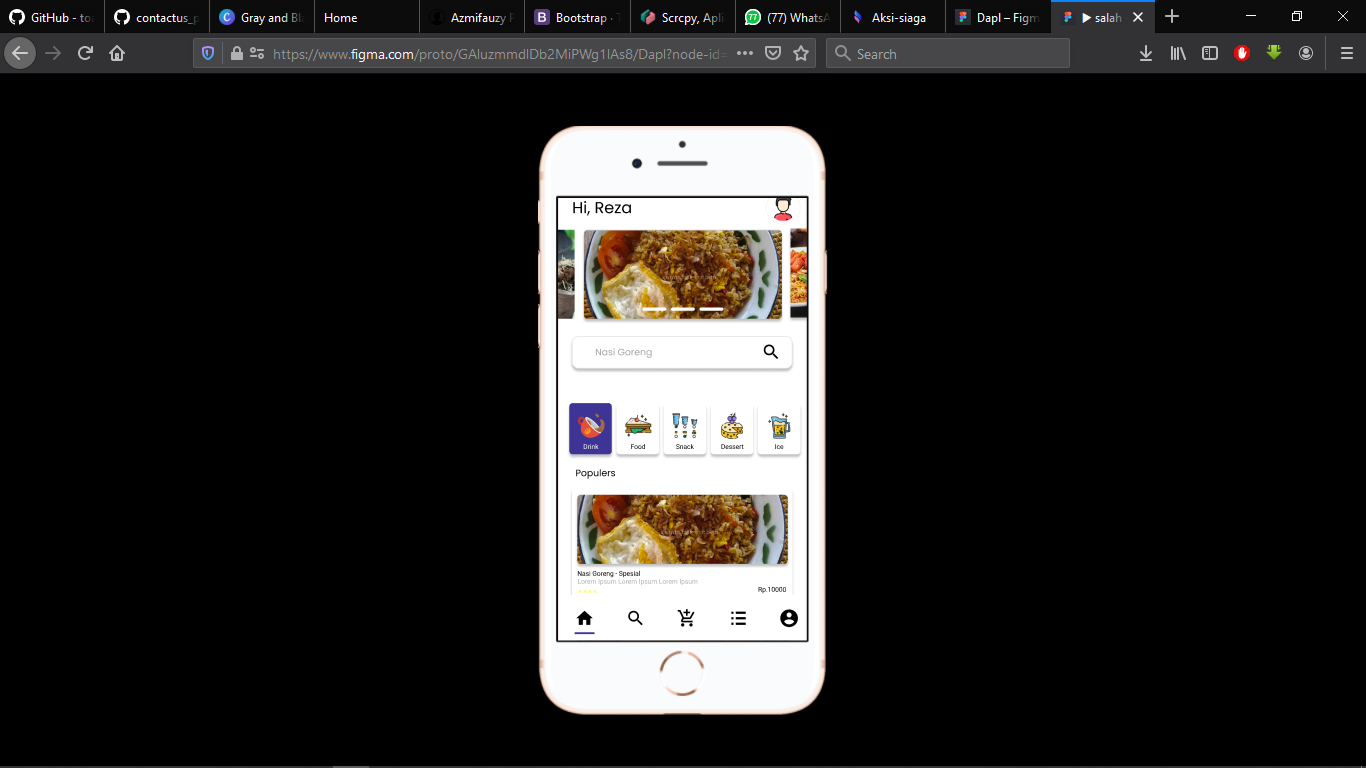 GitHub - to
contactus_p
Gray and Bl
Home
Azmifauzy
Bootstrap · T
Scrcpy, Apli
(77) WhatsA
Aksi-siaga
Dapl – Figm
▶ salah
https://www.figma.com/proto/GAluzmmdlDb2MiPWg1lAs8/Dapl?node-id=
Search
Hi, Reza
Nasi Goreng
Drink
Food
Snack
Dessert
Ice
Populers
Nasi Goreng - Spesial
Lorem Ipsum Lorem Ipsum Lorem Ipsum
Rp.10000